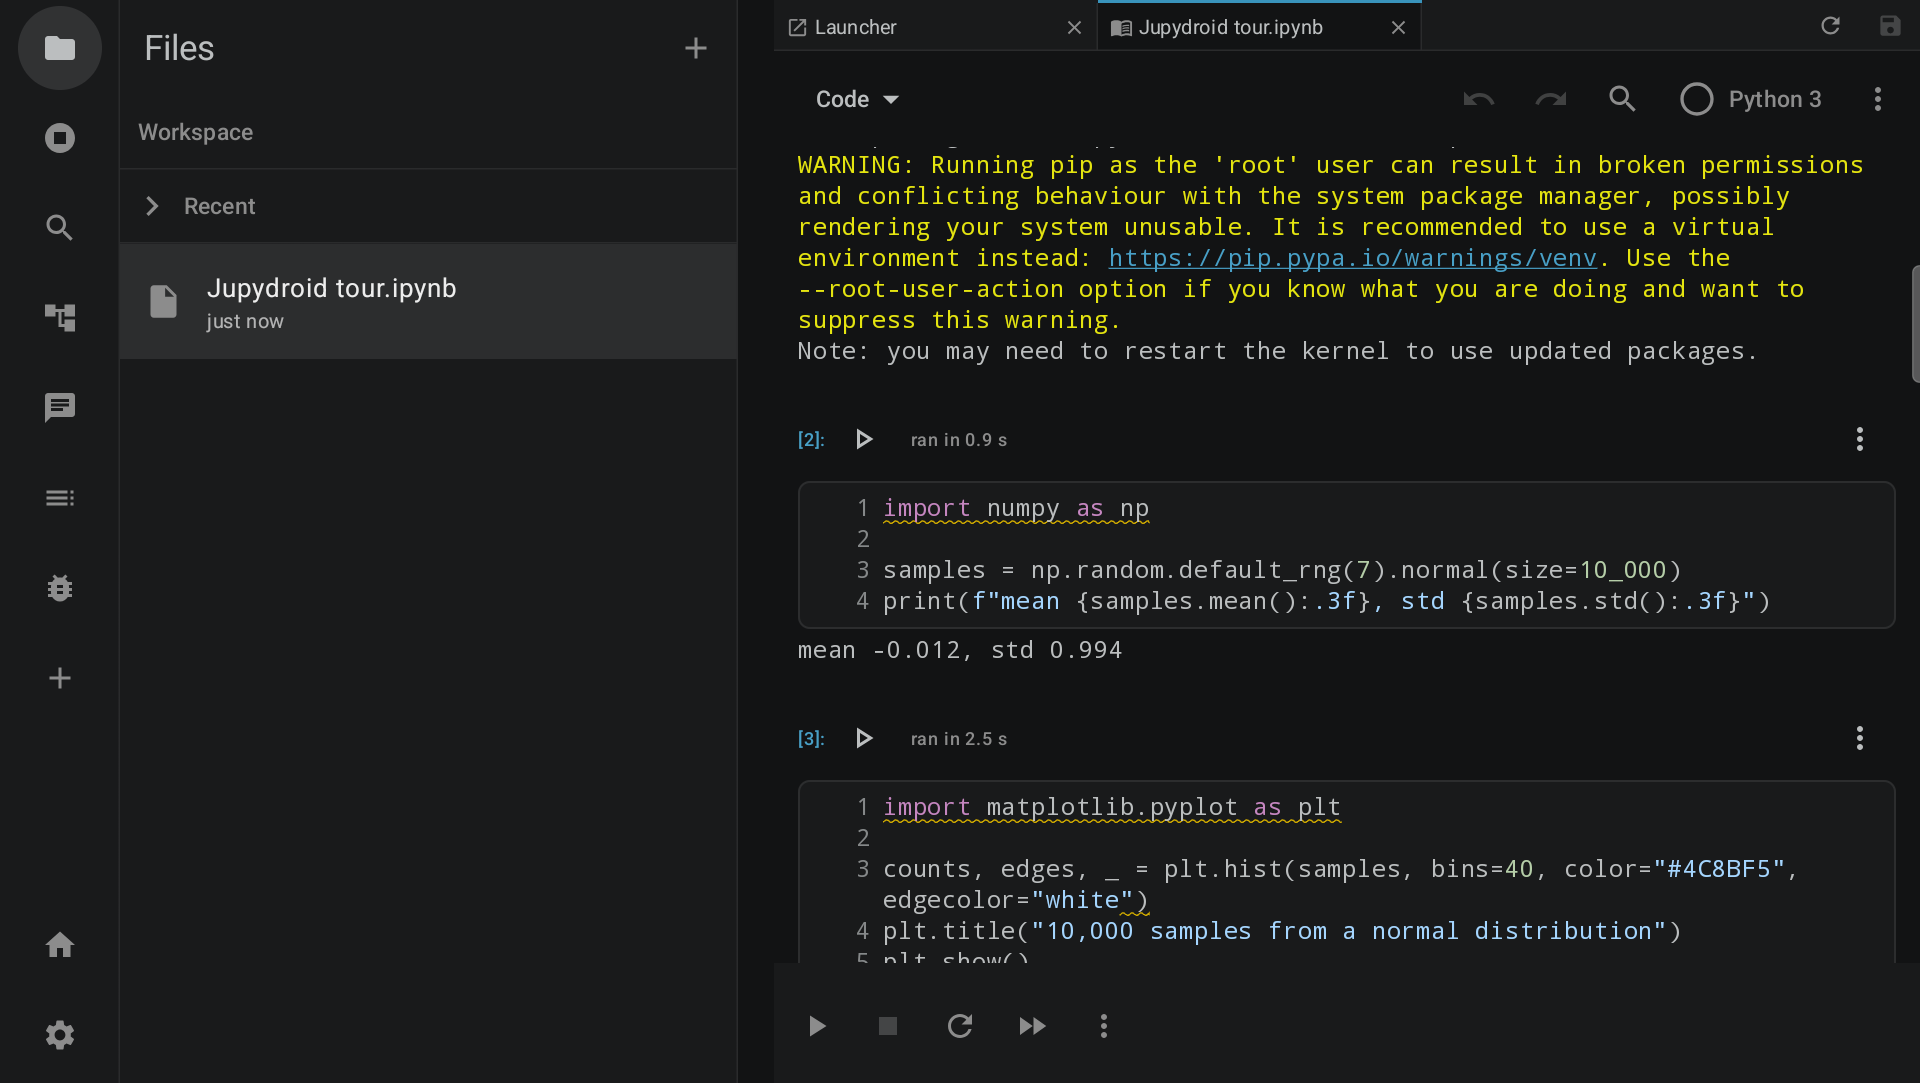 Files
Workspace
Recent
Jupydroid tour.ipynb
just now
Launcher
Jupydroid tour.ipynb
Code
Python 3
WARNING: Running pip as the 'root' user can result in broken permissions
and conflicting behaviour with the system package manager, possibly
rendering your system unusable. It is recommended to use a virtual
environment instead: https://pip.pypa.io/warnings/venv. Use the
--root-user-action option if you know what you are doing and want to
suppress this warning.
Note: you may need to restart the kernel to use updated packages.
[2]:
ran in 0.9 s
1 import numpy as np
2
3 samples = np.random.default_rng(7).normal(size=10_000)
4 print(f"mean {samples.mean():.3f}, std {samples.std():.3f}")
mean -0.012, std 0.994
[3]:
ran in 2.5 s
1 import matplotlib.pyplot as plt
2
3 counts, edges, _ = plt.hist(samples, bins=40, color="#4C8BF5",
edgecolor="white")
4 plt.title("10,000 samples from a normal distribution")
5 plt.show()